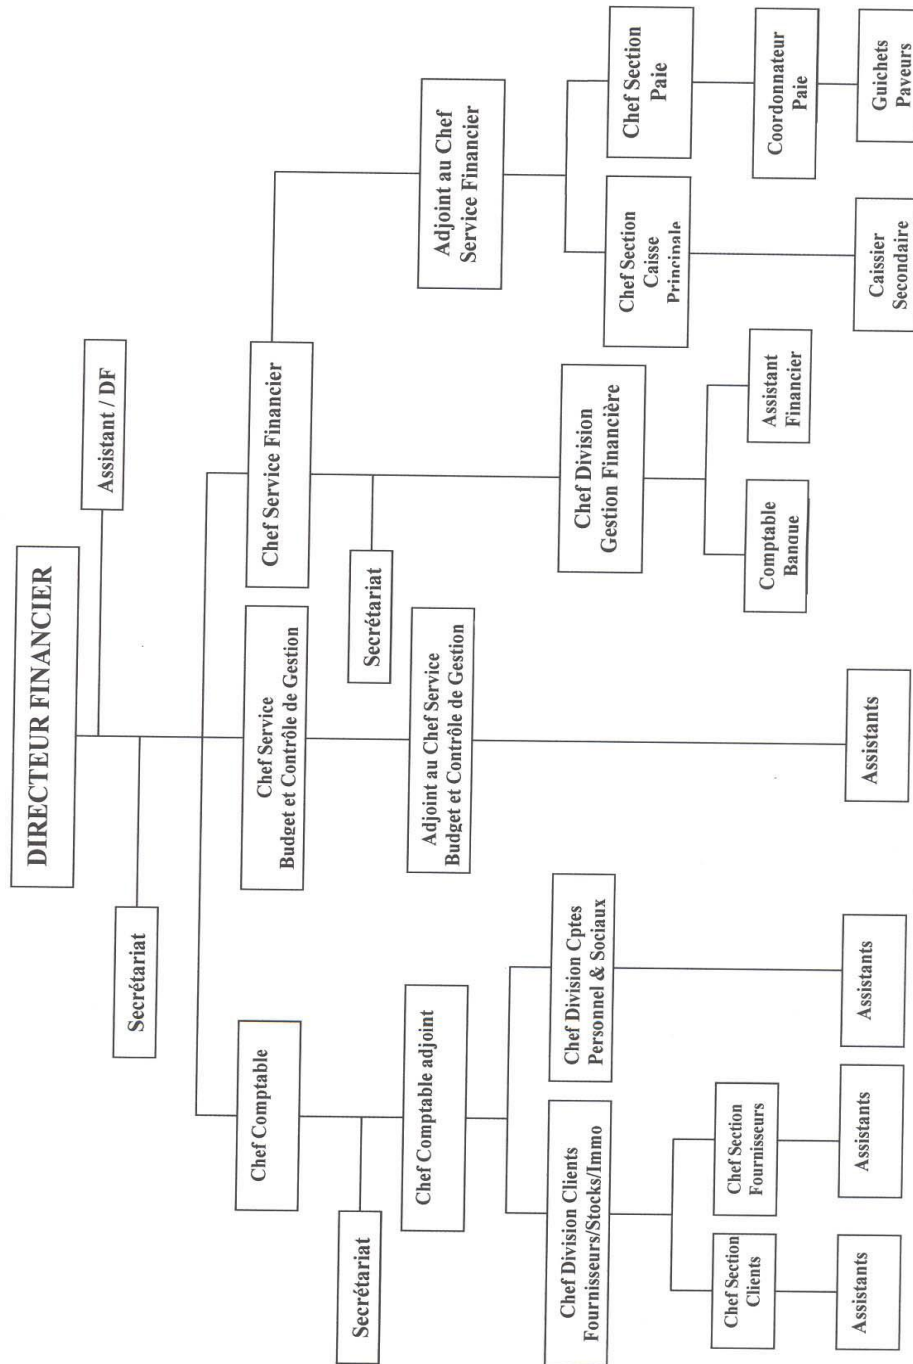 DIRECTEUR FINANCIER
Assistant / DF
Secrétariat
Chef Comptable
Chef Service
Budget et Contrôle de Gestion
Chef Service Financier
Secrétariat
Secrétariat
Chef Comptable adjoint
Adjoint au Chef Service
Budget et Contrôle de Gestion
Adjoint au Chef
Service Financier
Chef Division Clients
Fournisseurs/Stocks/Immo
Chef Division Cptes
Personnel & Sociaux
Chef Division
Gestion Financière
Chef Section
Caisse
Principale
Chef Section
Paie
Chef Section
Clients
Chef Section
Fournisseurs
Comptable
Banque
Assistant
Financier
Coordonnateur
Paie
Assistants
Assistants
Assistants
Assistants
Caissier
Secondaire
Guichets
Payeurs